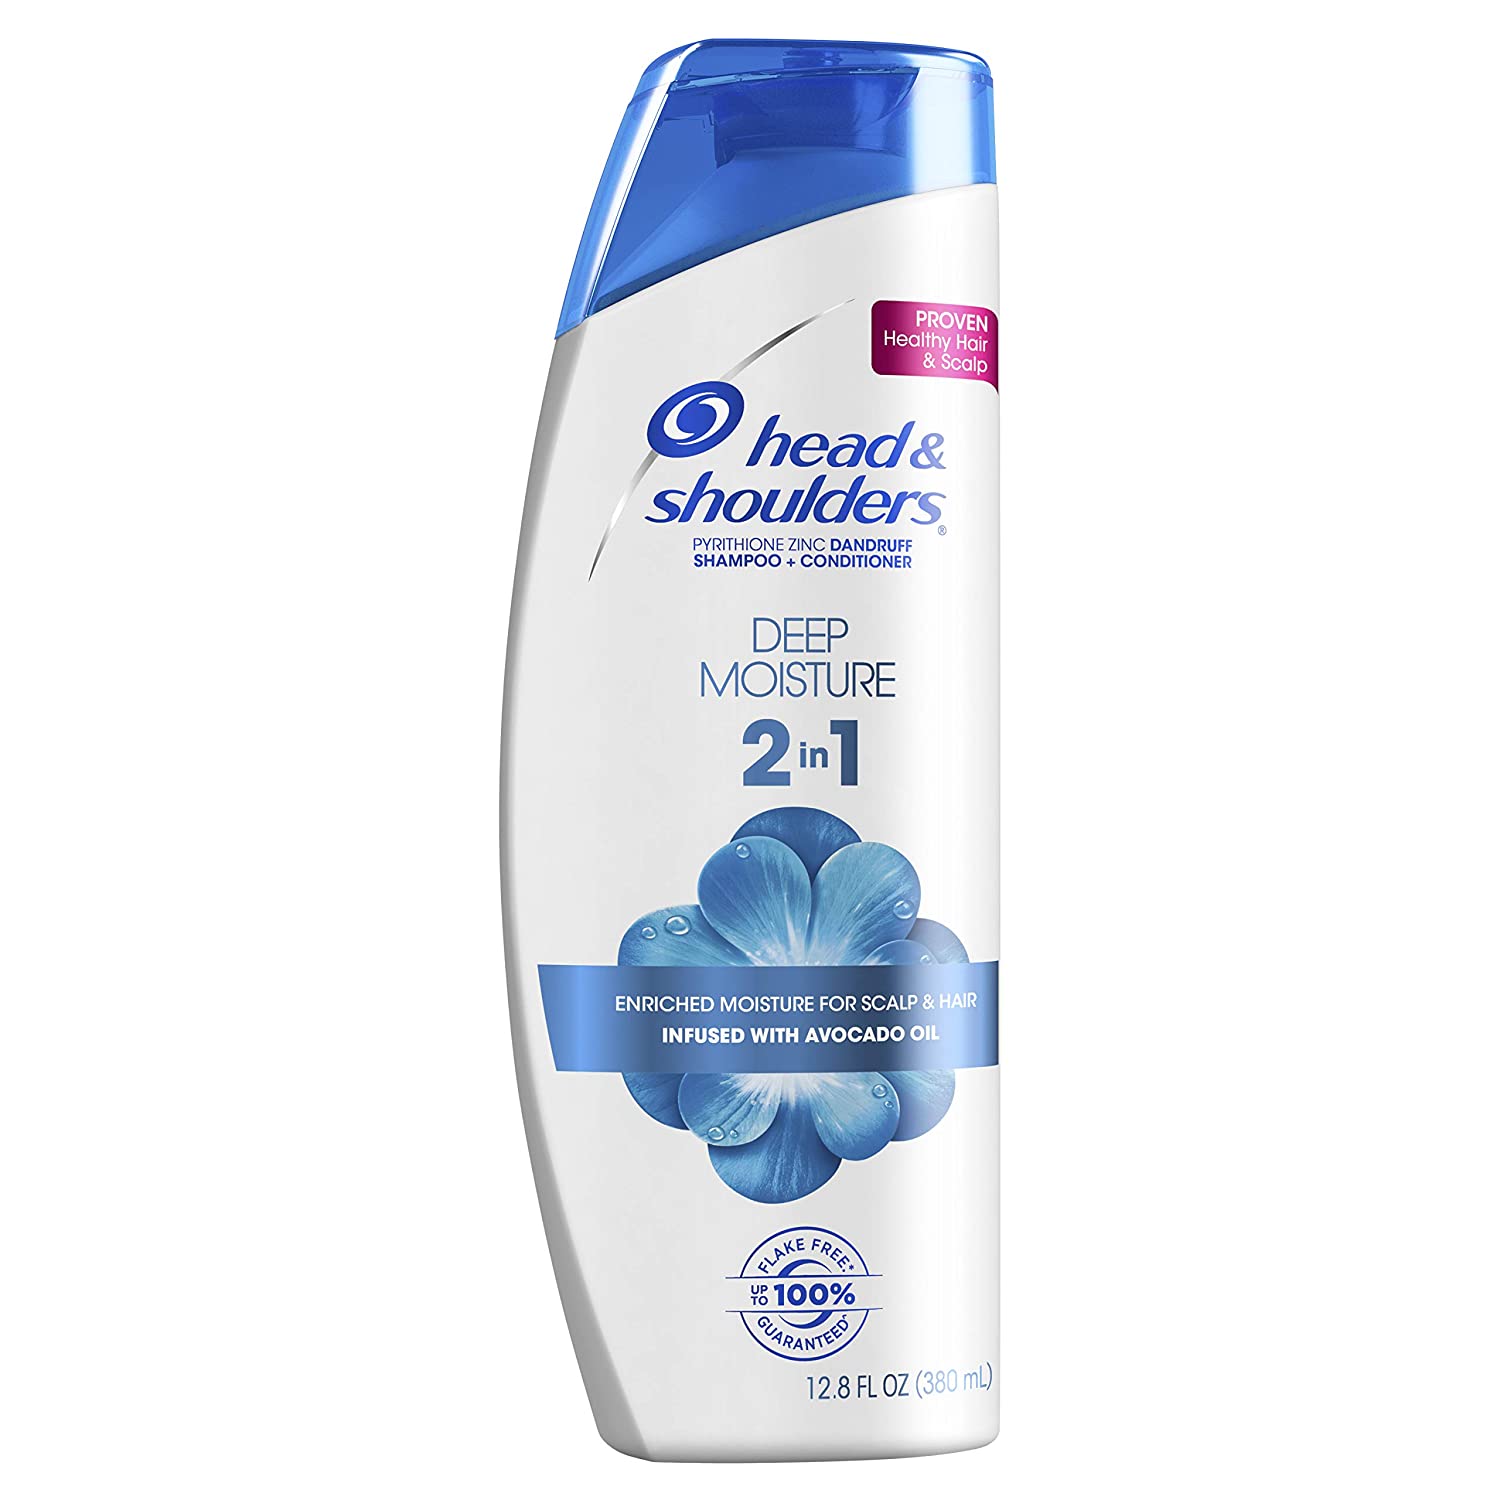 PROVEN
Healthy Hair
& Scalp
head &
shoulders®
PYRITHIONE ZINC DANDRUFF
SHAMPOO + CONDITIONER
DEEP
MOISTURE
2 in 1
ENRICHED MOISTURE FOR SCALP & HAIR
INFUSED WITH AVOCADO OIL
FLAKE FREE.*
UP TO 100%
GUARANTEED^
12.8 FL OZ (380 mL)